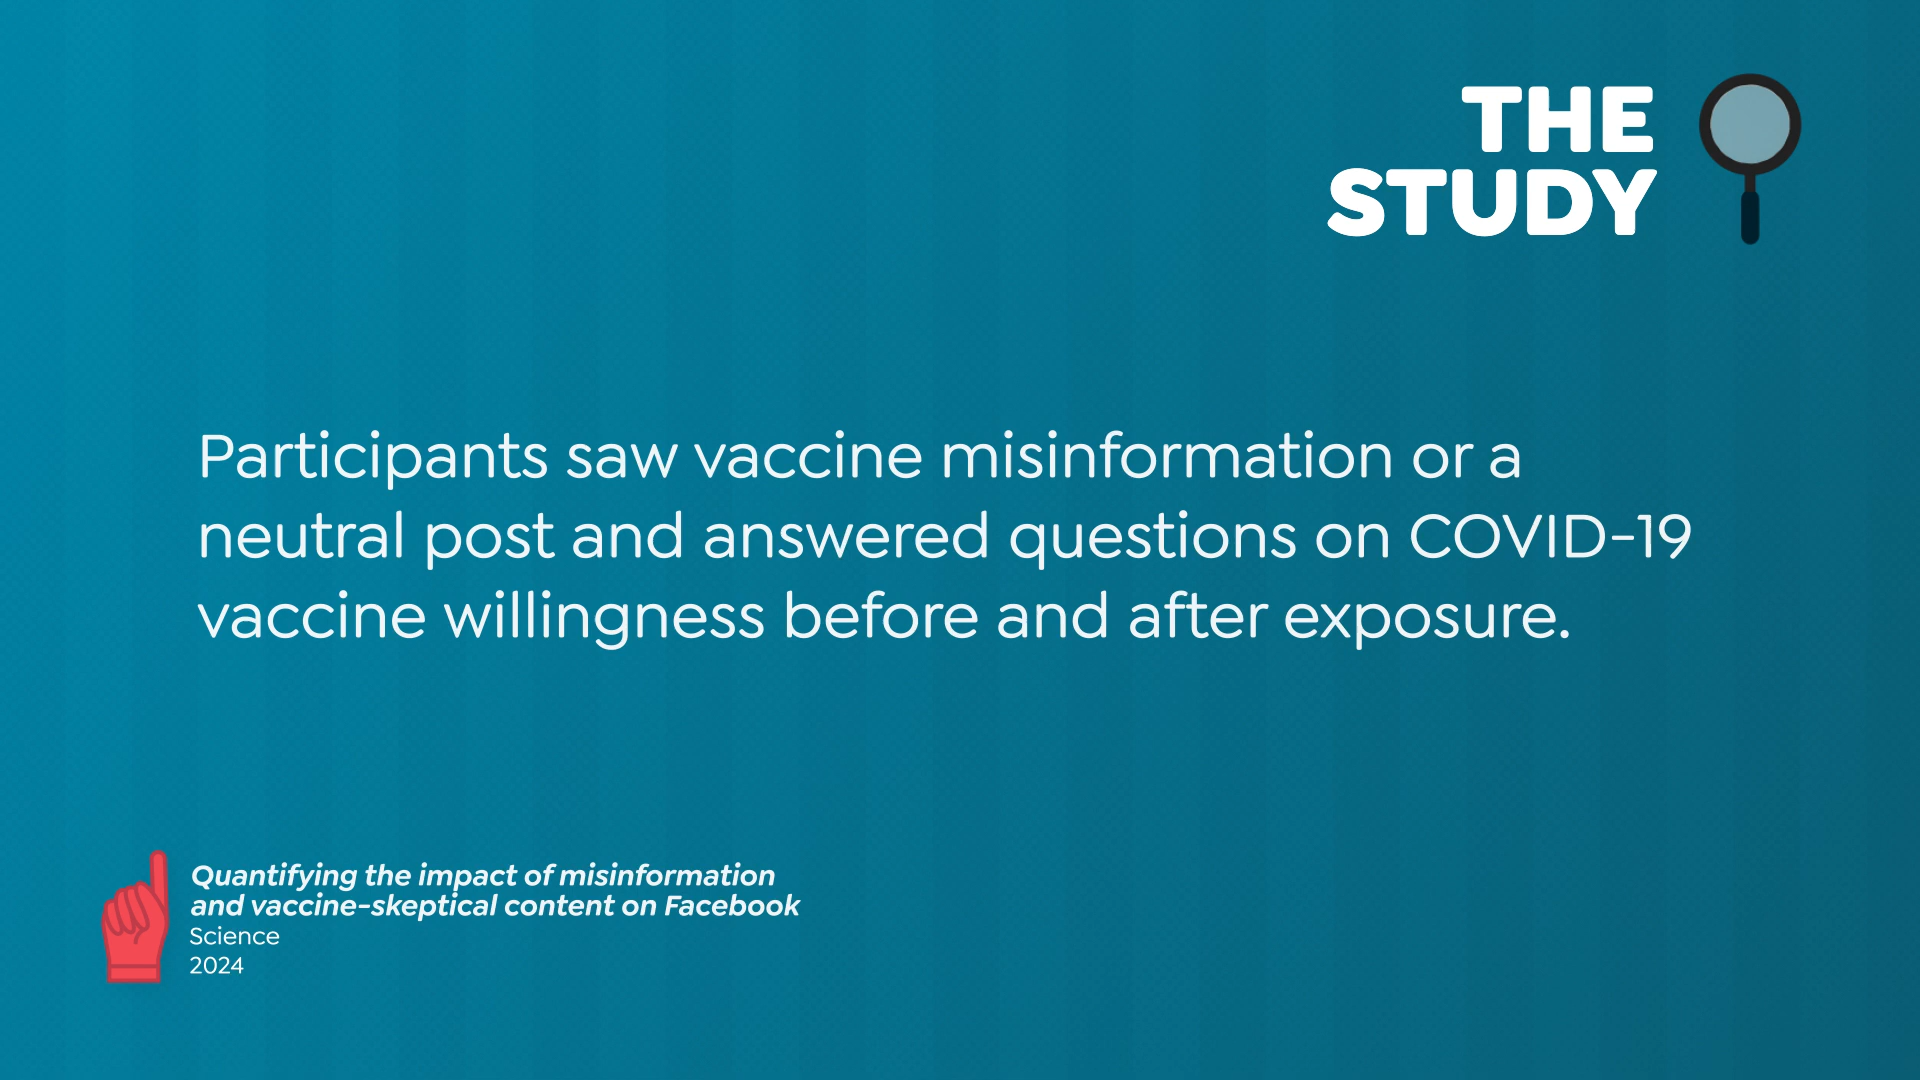 THE
STUDY
Participants saw vaccine misinformation or a
neutral post and answered questions on COVID-19
vaccine willingness before and after exposure.
Quantifying the impact of misinformation
and vaccine-skeptical content on Facebook
Science
2024